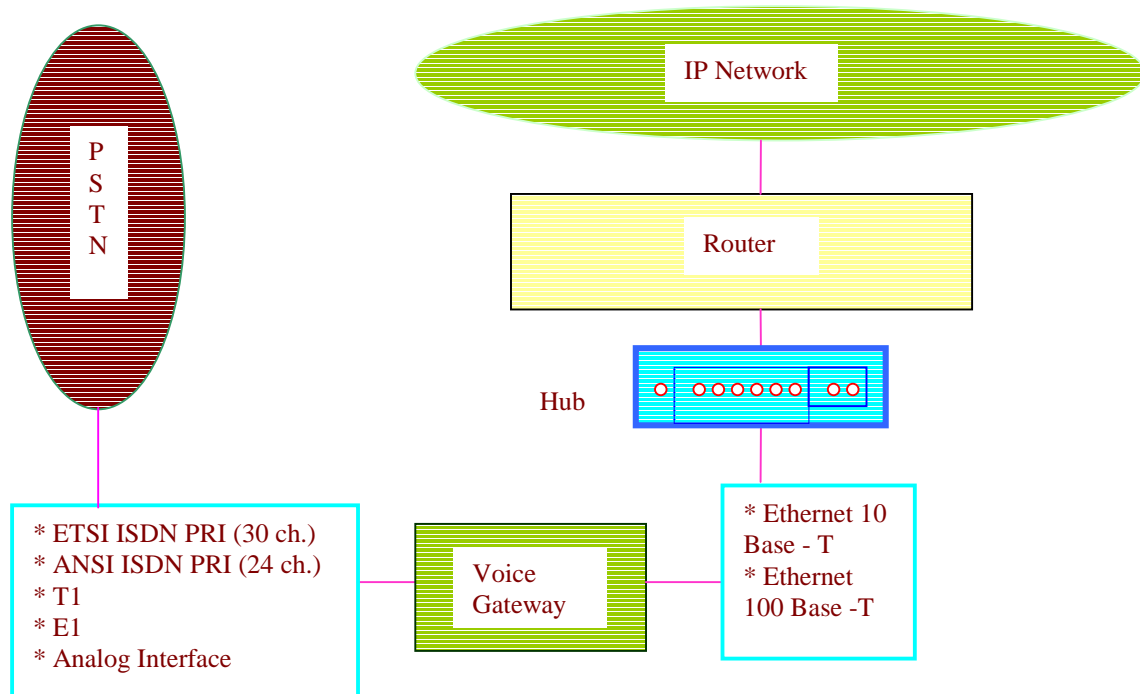 P
S
T
N
IP Network
Router
Hub
* ETSI ISDN PRI (30 ch.)
* ANSI ISDN PRI (24 ch.)
* T1
* E1
* Analog Interface
Voice
Gateway
* Ethernet 10
Base - T
* Ethernet
100 Base -T